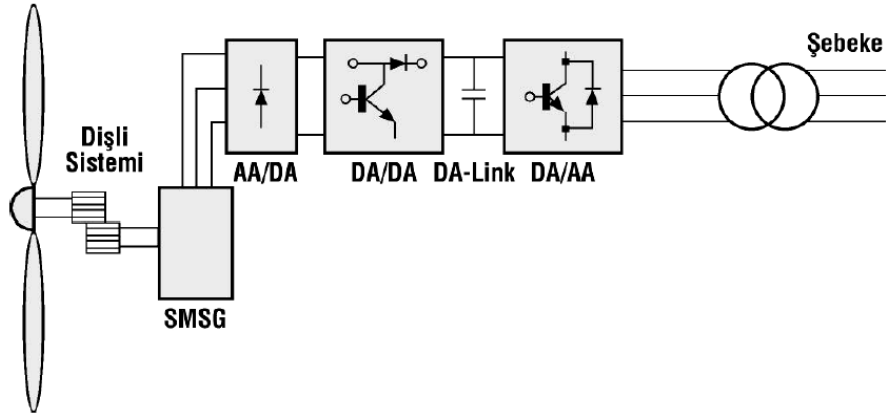 Şebeke
Dişli
Sistemi
AA/DA
DA/DA
DA-Link
DA/AA
SMSG